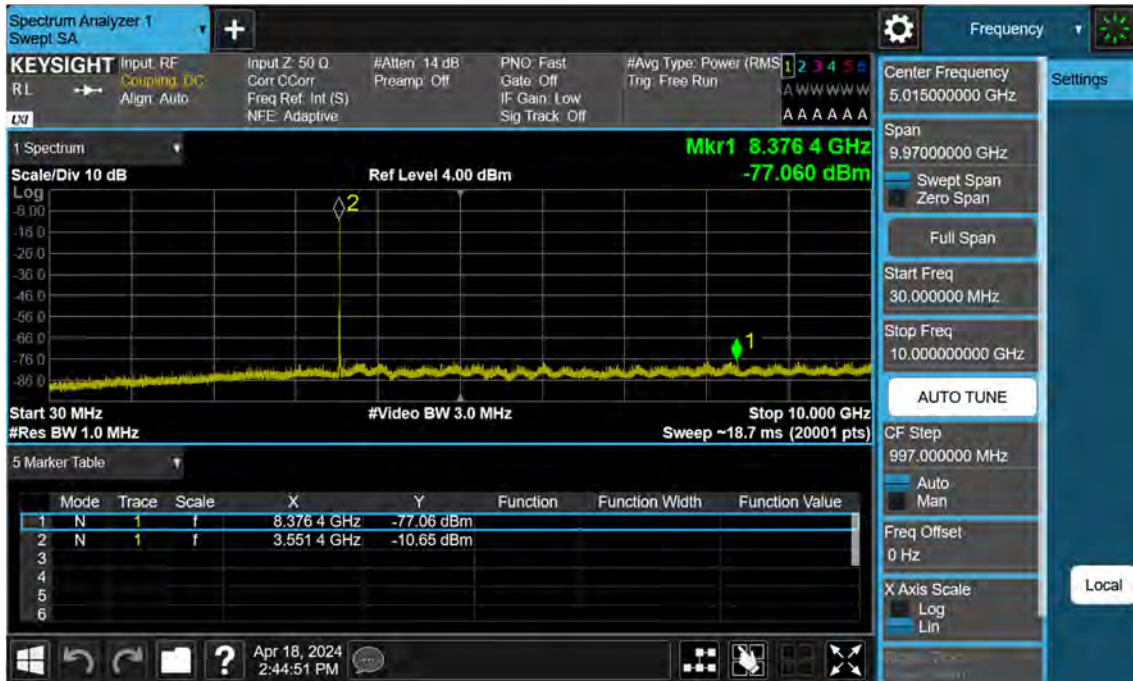 Spectrum Analyzer 1
Swept SA
Frequency
KEYSIGHT
RL
LXI
Input: RF
Coupling: DC
Align: Auto
Input Z: 50 Ω
Corr CCorr
Freq Ref: Int (S)
NFE: Adaptive
#Atten: 14 dB
Preamp: Off
PNO: Fast
Gate: Off
IF Gain: Low
Sig Track: Off
#Avg Type: Power (RMS
Trig: Free Run
1 2 3 4 5 6
A W W W W W
A A A A A A
1 Spectrum
Scale/Div 10 dB
Ref Level 4.00 dBm
Mkr1 8.376 4 GHz
-77.060 dBm
Log
-6.00
-16.0
-26.0
-36.0
-46.0
-56.0
-66.0
-76.0
-86.0
2
1
Start 30 MHz
#Video BW 3.0 MHz
Stop 10.000 GHz
#Res BW 1.0 MHz
Sweep ~18.7 ms (20001 pts)
5 Marker Table
Mode Trace Scale X Y Function Function Width Function Value
1 N 1 f 8.376 4 GHz -77.06 dBm
2 N 1 f 3.551 4 GHz -10.65 dBm
3
4
5
6
Apr 18, 2024
2:44:51 PM
Center Frequency
5.015000000 GHz
Settings
Span
9.97000000 GHz
Swept Span
Zero Span
Full Span
Start Freq
30.000000 MHz
Stop Freq
10.000000000 GHz
AUTO TUNE
CF Step
997.000000 MHz
Auto
Man
Freq Offset
0 Hz
X Axis Scale
Log
Lin
Local